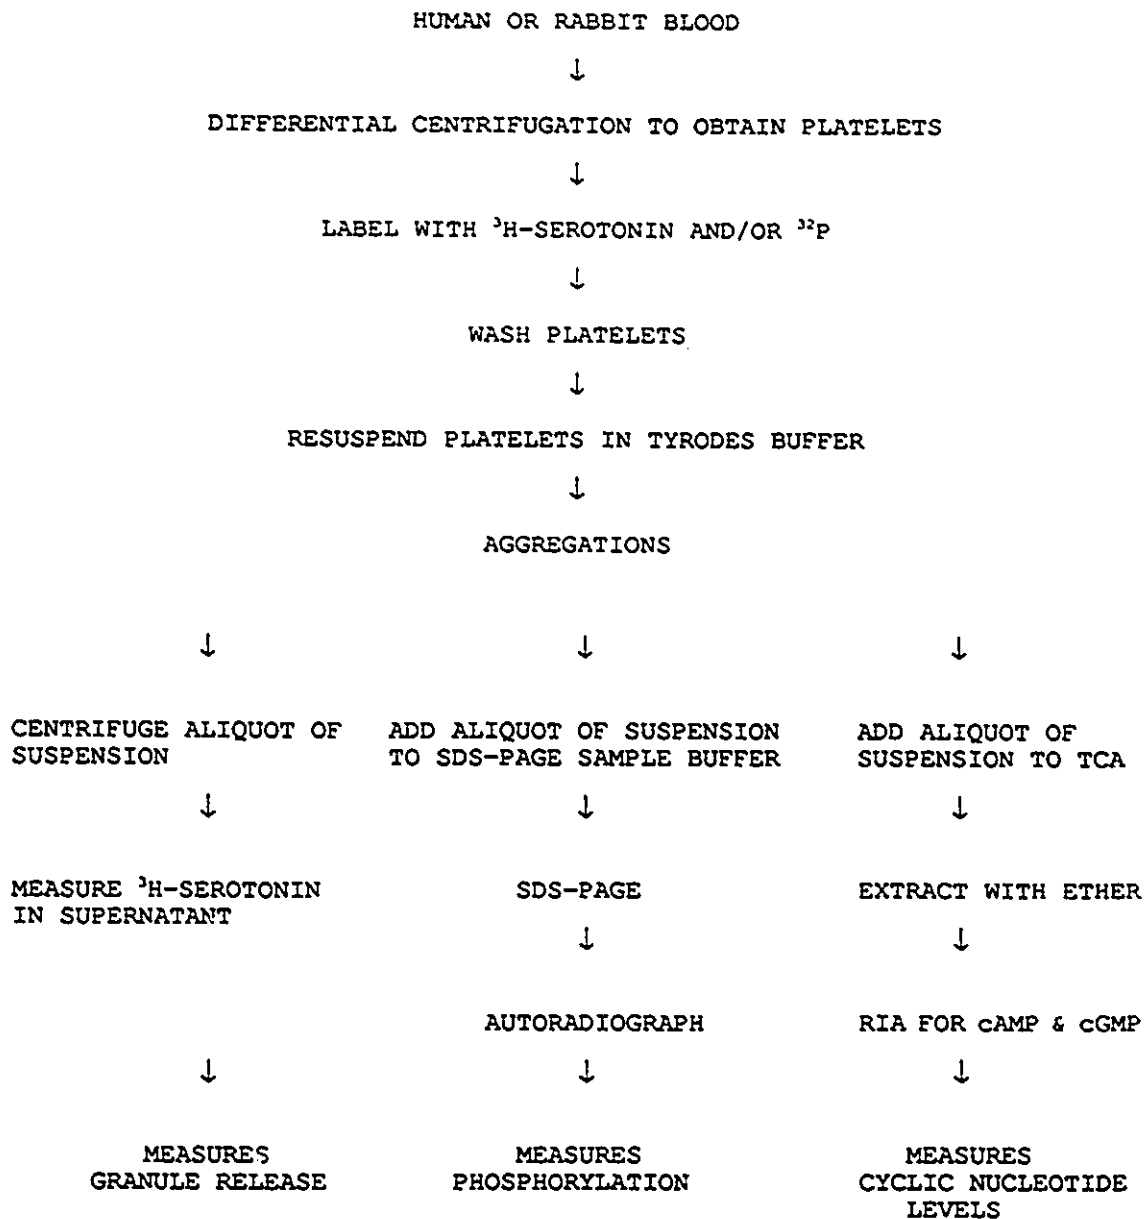 HUMAN OR RABBIT BLOOD
↓
DIFFERENTIAL CENTRIFUGATION TO OBTAIN PLATELETS
↓
LABEL WITH ³H-SEROTONIN AND/OR ³²P
↓
WASH PLATELETS
↓
RESUSPEND PLATELETS IN TYRODES BUFFER
↓
AGGREGATIONS
↓ ↓ ↓
CENTRIFUGE ALIQUOT OF
SUSPENSION
ADD ALIQUOT OF SUSPENSION
TO SDS-PAGE SAMPLE BUFFER
ADD ALIQUOT OF
SUSPENSION TO TCA
↓ ↓ ↓
MEASURE ³H-SEROTONIN
IN SUPERNATANT
SDS-PAGE
EXTRACT WITH ETHER
↓ ↓
AUTORADIOGRAPH
RIA FOR cAMP & cGMP
↓ ↓ ↓
MEASURES
GRANULE RELEASE
MEASURES
PHOSPHORYLATION
MEASURES
CYCLIC NUCLEOTIDE
LEVELS